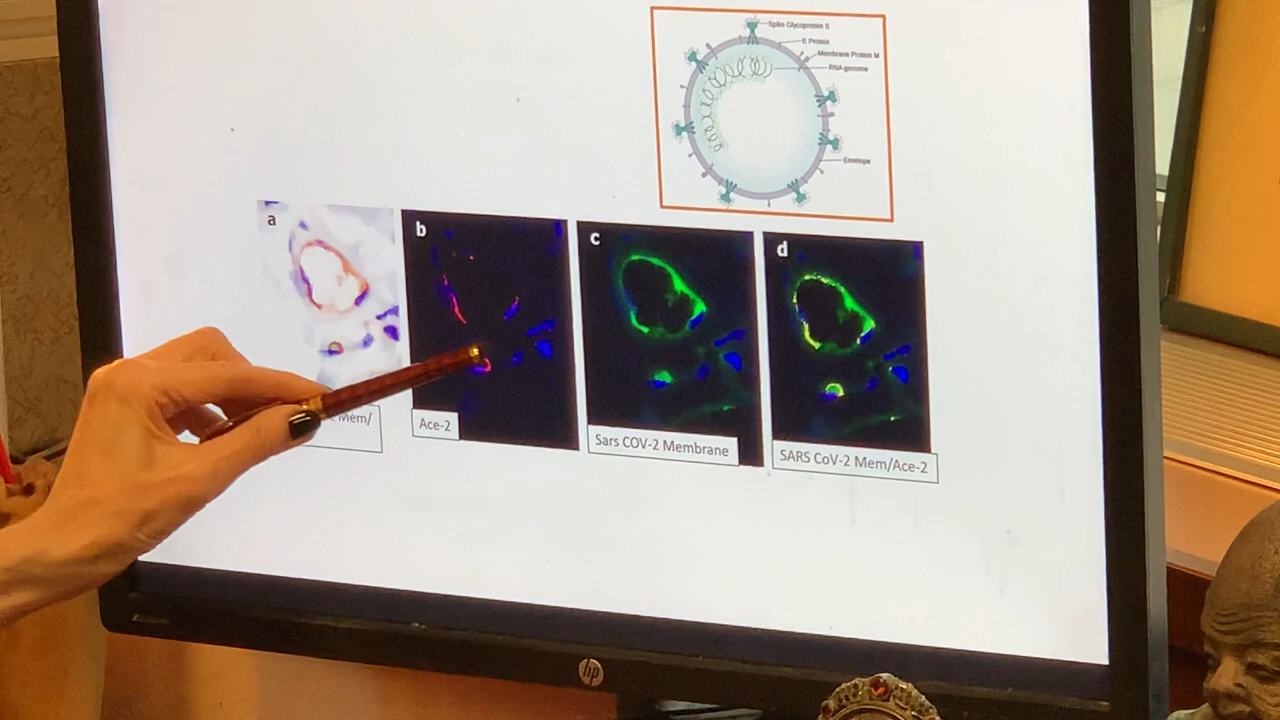 Spike Glycoprotein S
E Protein
Membrane Protein M
RNA genome
Envelope
a
b
c
d
Mem/
Ace-2
Sars COV-2 Membrane
SARS CoV-2 Mem/Ace-2
hp